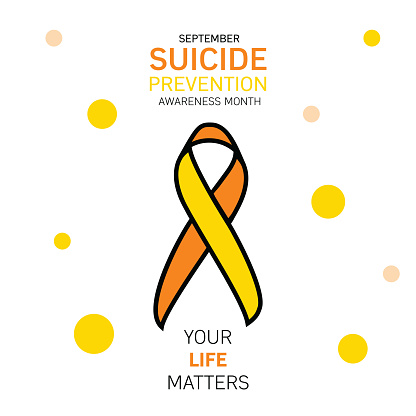 SEPTEMBER
SUICIDE
PREVENTION
AWARENESS MONTH
YOUR
LIFE
MATTERS